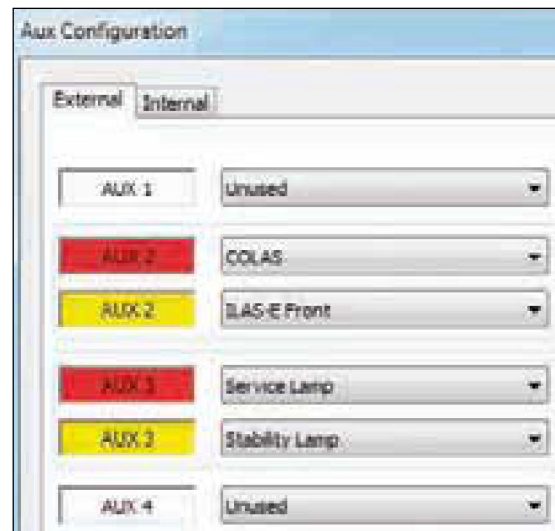 Aux Configuration
External Internal
AUX 1 Unused
AUX 2 COLAS
AUX 2 ILAS-E Front
AUX 3 Service Lamp
AUX 3 Stability Lamp
AUX 4 Unused